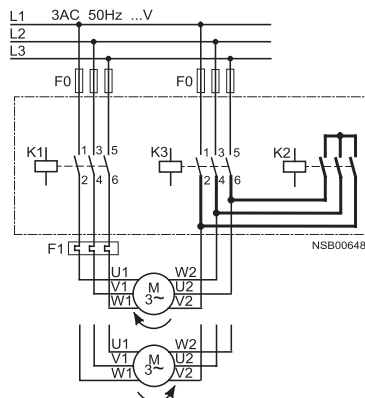 L1 3AC 50Hz ...V
L2
L3
F0 F0
K1 1 3 5 K3 1 3 5 K2
2 4 6 2 4 6
NSB00648
F1
U1 M 3~ W2
V1 U2
W1 V2
U1 M 3~ W2
V1 U2
W1 V2